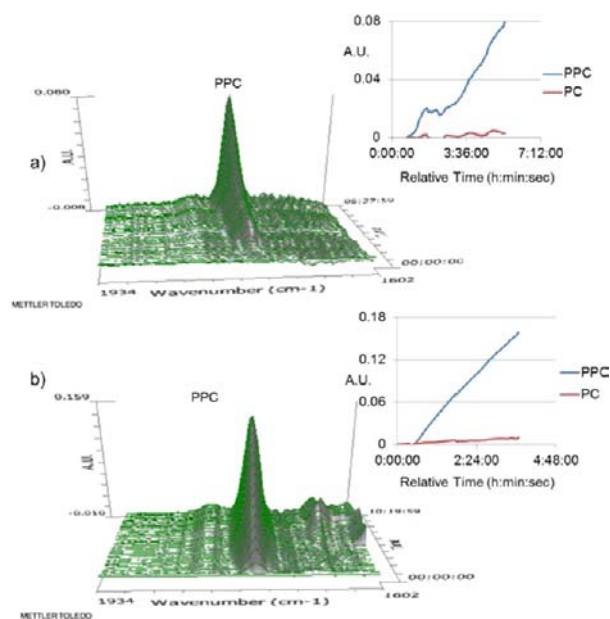 0.08
A.U.
0.04
0
PPC
PC
0:00:00 3:36:00 7:12:00
Relative Time (h:min:sec)
PPC
0.080
A.U.
-0.008
a)
00:00:00
1934 Wavenumber (cm-1) 1602
METTLER TOLEDO
0.18
0.12
A.U.
0.06
0
PPC
PC
0:00:00 2:24:00 4:48:00
Relative Time (h:min:sec)
b)
PPC
0.159
A.U.
00:00:00
1934 Wavenumber (cm-1) 1602
METTLER TOLEDO